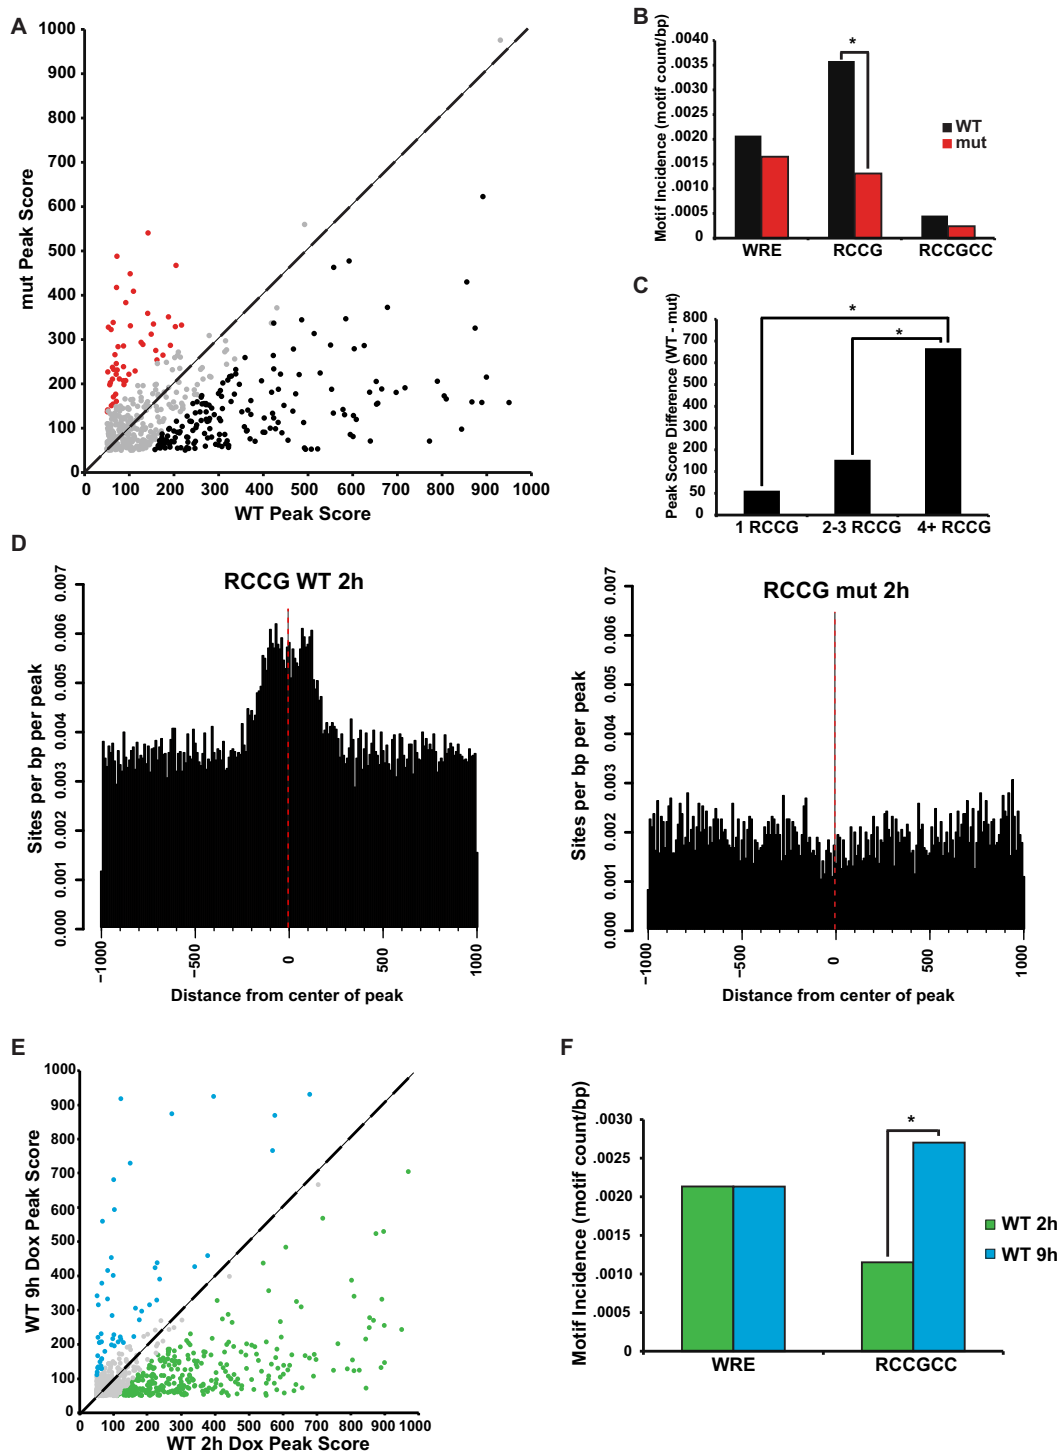 A
mut Peak Score
1000
900
800
700
600
500
400
300
200
100
0
0 100 200 300 400 500 600 700 800 900 1000
WT Peak Score
B
Motif Incidence (motif count/bp)
.0040
.0035
.0030
.0020
.0015
.0010
.0005
0
*
WT
mut
WRE RCCG RCCGCC
C
Peak Score Difference (WT - mut)
800
700
600
500
400
300
200
100
50
0
*
*
1 RCCG 2-3 RCCG 4+ RCCG
D
RCCG WT 2h
Sites per bp per peak
0.007
0.006
0.005
0.004
0.003
0.002
0.001
0.000
−1000 −500 0 500 1000
Distance from center of peak
RCCG mut 2h
Sites per bp per peak
0.007
0.006
0.005
0.004
0.003
0.002
0.001
0.000
−1000 −500 0 500 1000
Distance from center of peak
E
WT 9h Dox Peak Score
1000
900
800
700
600
500
400
300
200
100
0
0 100 200 300 400 500 600 700 800 900 1000
WT 2h Dox Peak Score
F
Motif Incidence (motif count/bp)
.0030
.0020
.0015
.0010
.0005
0
*
WT 2h
WT 9h
WRE RCCGCC